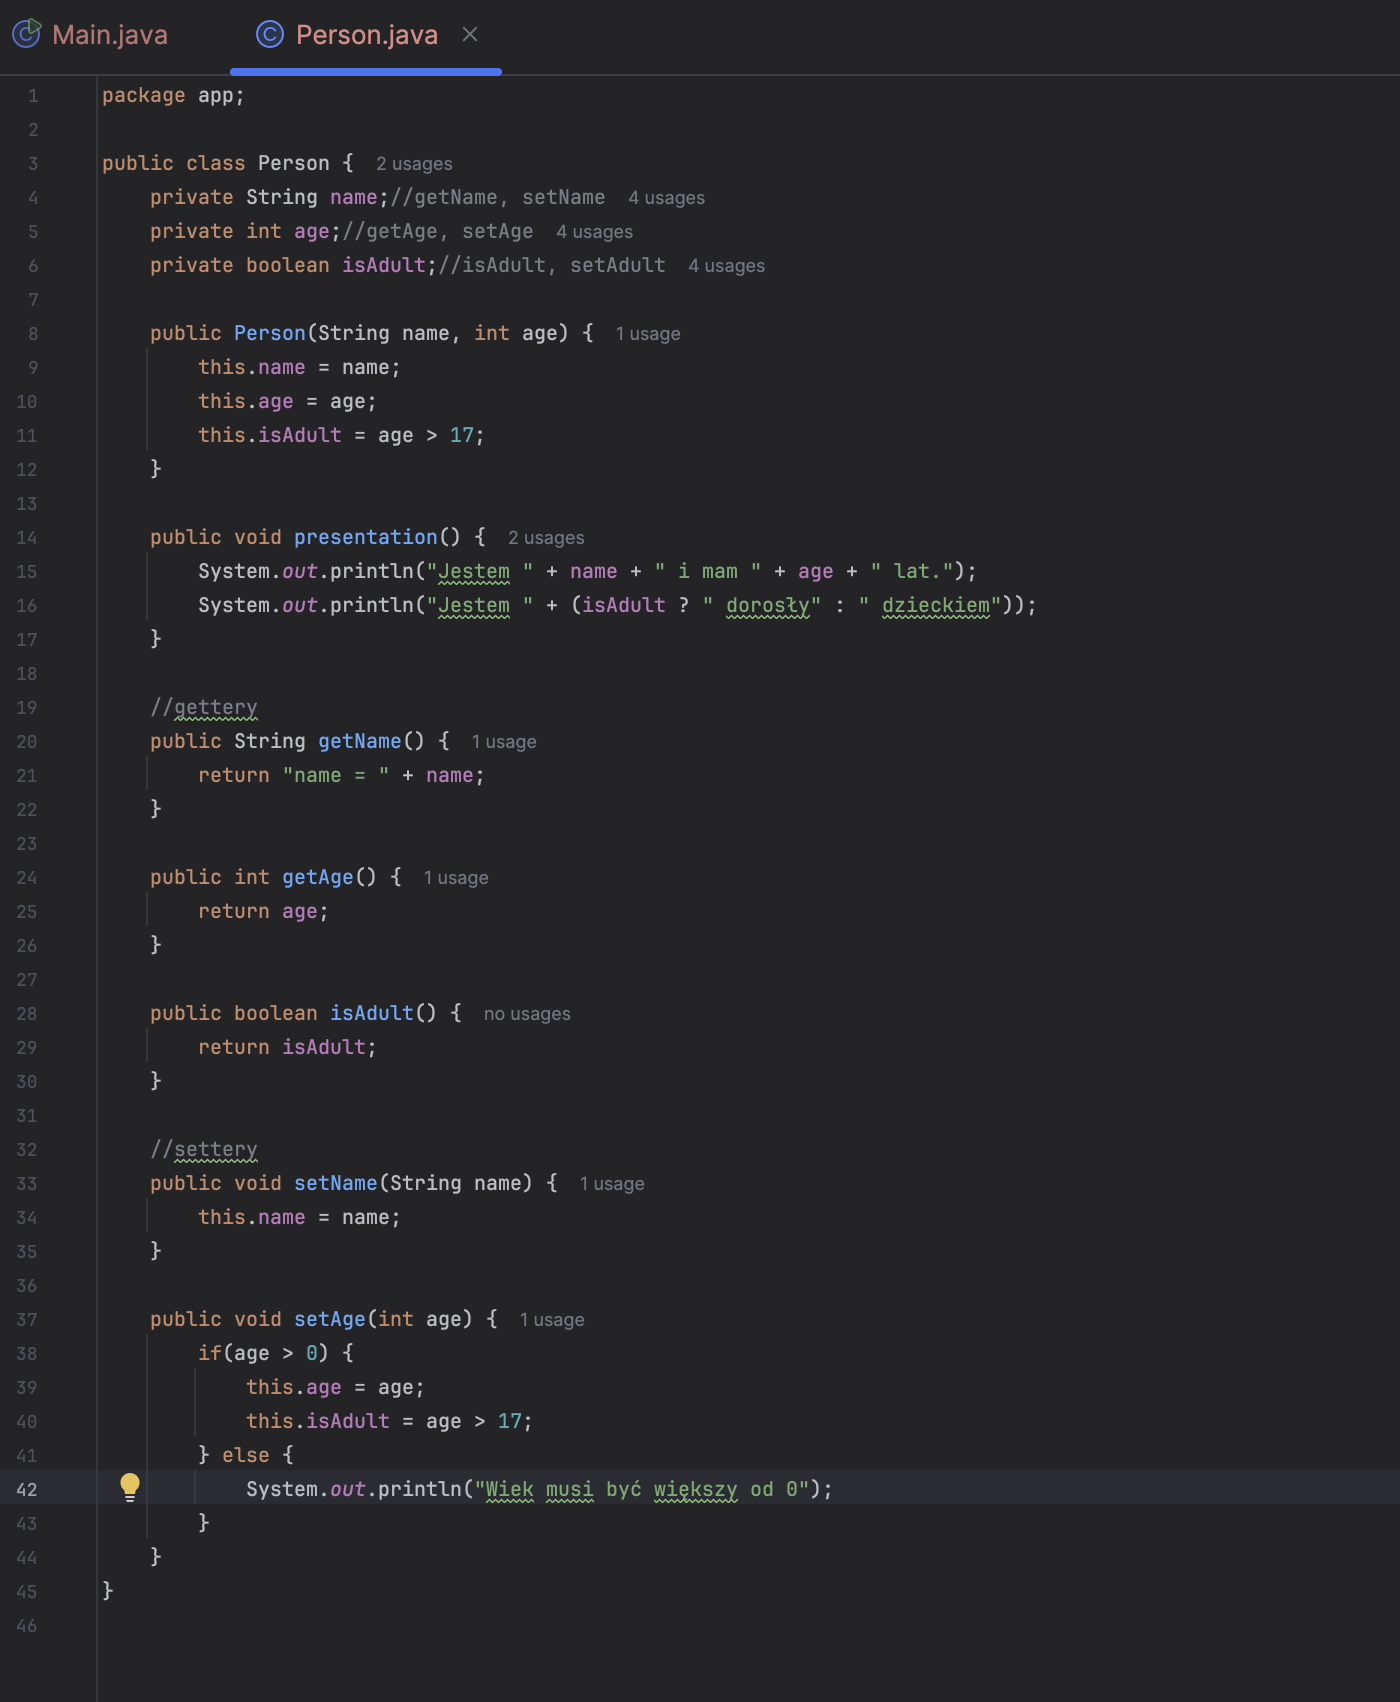 Main.java Person.java
1 package app;
2
3 public class Person { 2 usages
4 private String name;//getName, setName 4 usages
5 private int age;//getAge, setAge 4 usages
6 private boolean isAdult;//isAdult, setAdult 4 usages
7
8 public Person(String name, int age) { 1 usage
9 this.name = name;
10 this.age = age;
11 this.isAdult = age > 17;
12 }
13
14 public void presentation() { 2 usages
15 System.out.println("Jestem " + name + " i mam " + age + " lat.");
16 System.out.println("Jestem " + (isAdult ? " dorosły" : " dzieckiem"));
17 }
18
19 //gettery
20 public String getName() { 1 usage
21 return "name = " + name;
22 }
23
24 public int getAge() { 1 usage
25 return age;
26 }
27
28 public boolean isAdult() { no usages
29 return isAdult;
30 }
31
32 //settery
33 public void setName(String name) { 1 usage
34 this.name = name;
35 }
36
37 public void setAge(int age) { 1 usage
38 if(age > 0) {
39 this.age = age;
40 this.isAdult = age > 17;
41 } else {
42 System.out.println("Wiek musi być większy od 0");
43 }
44 }
45 }
46